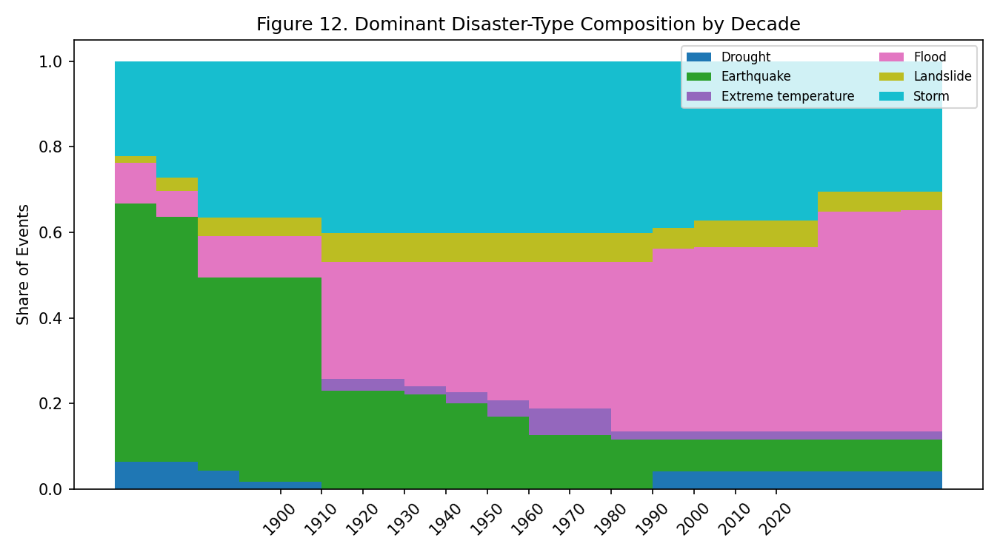 Figure 12. Dominant Disaster-Type Composition by Decade
Drought
Earthquake
Extreme temperature
Flood
Landslide
Storm
Share of Events
1.0
0.8
0.6
0.4
0.2
0.0
1900
1910
1920
1930
1940
1950
1960
1970
1980
1990
2000
2010
2020